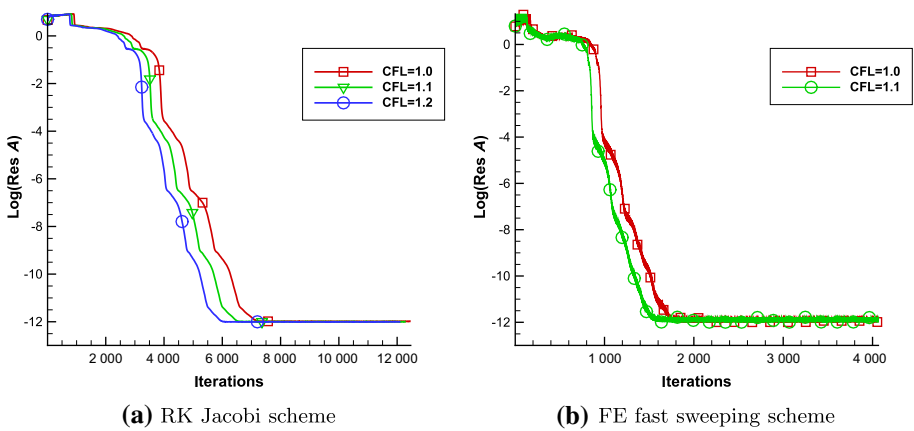 0
-2
-4
-6
-8
-10
-12
Log(Res A)
2 000 4 000 6 000 8 000 10 000 12 000
Iterations
CFL=1.0
CFL=1.1
CFL=1.2
(a) RK Jacobi scheme
0
-2
-4
-6
-8
-10
-12
Log(Res A)
1 000 2 000 3 000 4 000
Iterations
CFL=1.0
CFL=1.1
(b) FE fast sweeping scheme